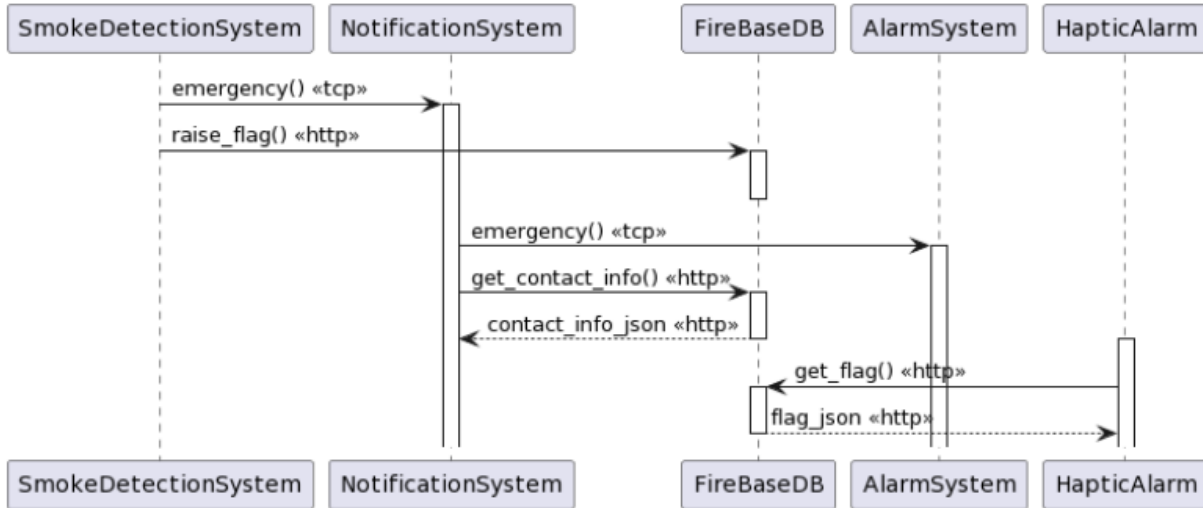 SmokeDetectionSystem NotificationSystem FireBaseDB AlarmSystem HapticAlarm
emergency() «tcp»
raise_flag() «http»
emergency() «tcp»
get_contact_info() «http»
contact_info_json «http»
get_flag() «http»
flag_json «http»
SmokeDetectionSystem NotificationSystem FireBaseDB AlarmSystem HapticAlarm